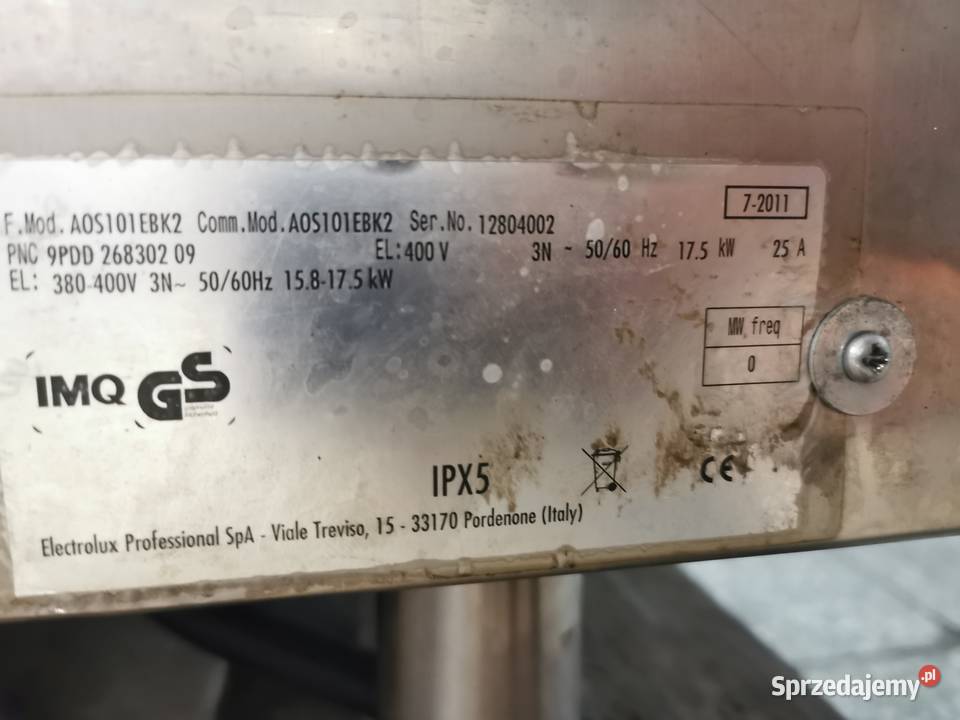 7-2011
F.Mod. AOS101EBK2 Comm.Mod. AOS101EBK2 Ser.No. 12804002
PNC 9PDD 268302 09 EL: 400 V 3N ~ 50/60 Hz 17.5 kW 25 A
EL: 380-400V 3N~ 50/60Hz 15.8-17.5 kW
MW freq
0
IMQ GS
IPX5
CE
Electrolux Professional SpA - Viale Treviso, 15 - 33170 Pordenone (Italy)
Sprzedajemy.pl